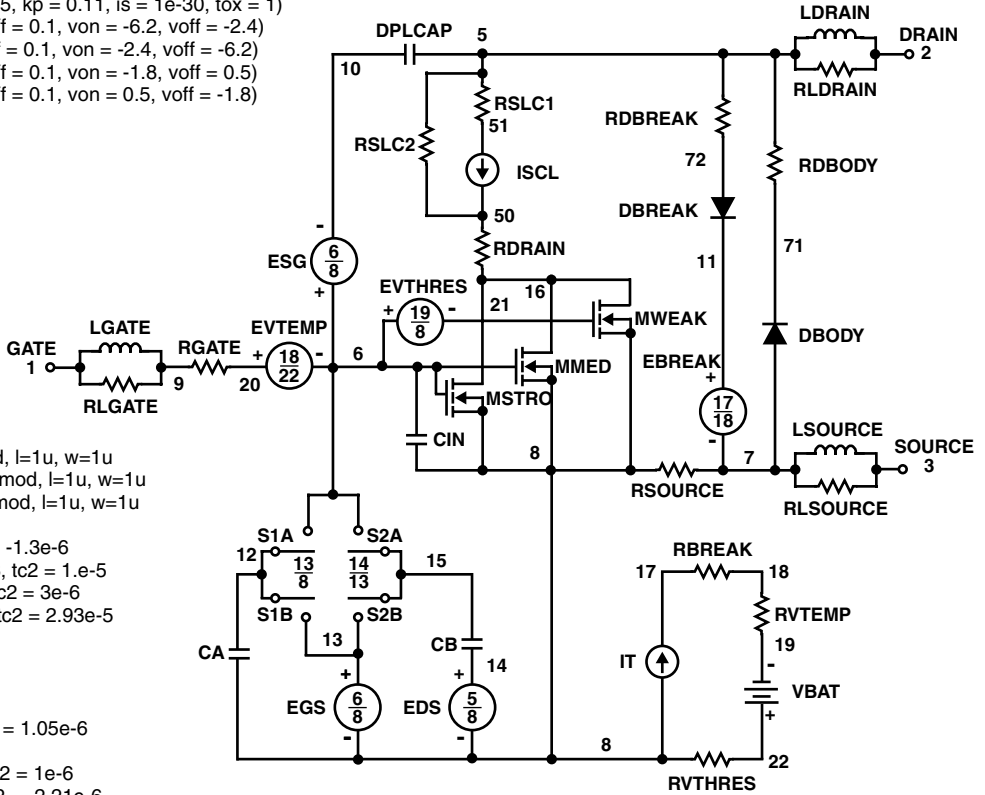 5, kp = 0.11, is = 1e-30, tox = 1)
ff = 0.1, von = -6.2, voff = -2.4)
= 0.1, von = -2.4, voff = -6.2)
ff = 0.1, von = -1.8, voff = 0.5)
ff = 0.1, von = 0.5, voff = -1.8)
LDRAIN
DPLCAP 5
DRAIN
2
10
RLDRAIN
RSLC1
51
RDBREAK
RSLC2
72
RDBODY
ISCL
DBREAK
50
RDRAIN
71
11
-
ESG 6/8
+
EVTHRES
+ 19/8 -
16
21
MWEAK
DBODY
LGATE
GATE
1
RGATE
EVTEMP
+ 18/22 -
6
MMED
EBREAK
+
17/18
-
9
20
RLGATE
MSTRO
CIN
8
7
LSOURCE
SOURCE
3
RSOURCE
RLSOURCE
, l=1u, w=1u
mod, l=1u, w=1u
mod, l=1u, w=1u
-1.3e-6
, tc2 = 1.e-5
c2 = 3e-6
tc2 = 2.93e-5
S1A
S2A
12
13/8
14/13
15
S1B
S2B
13
RBREAK
17
18
RVTEMP
19
CA
CB
14
IT
-
VBAT
+
+
EGS 6/8
-
+
EDS 5/8
-
= 1.05e-6
8
22
RVTHRES
2 = 1e-6